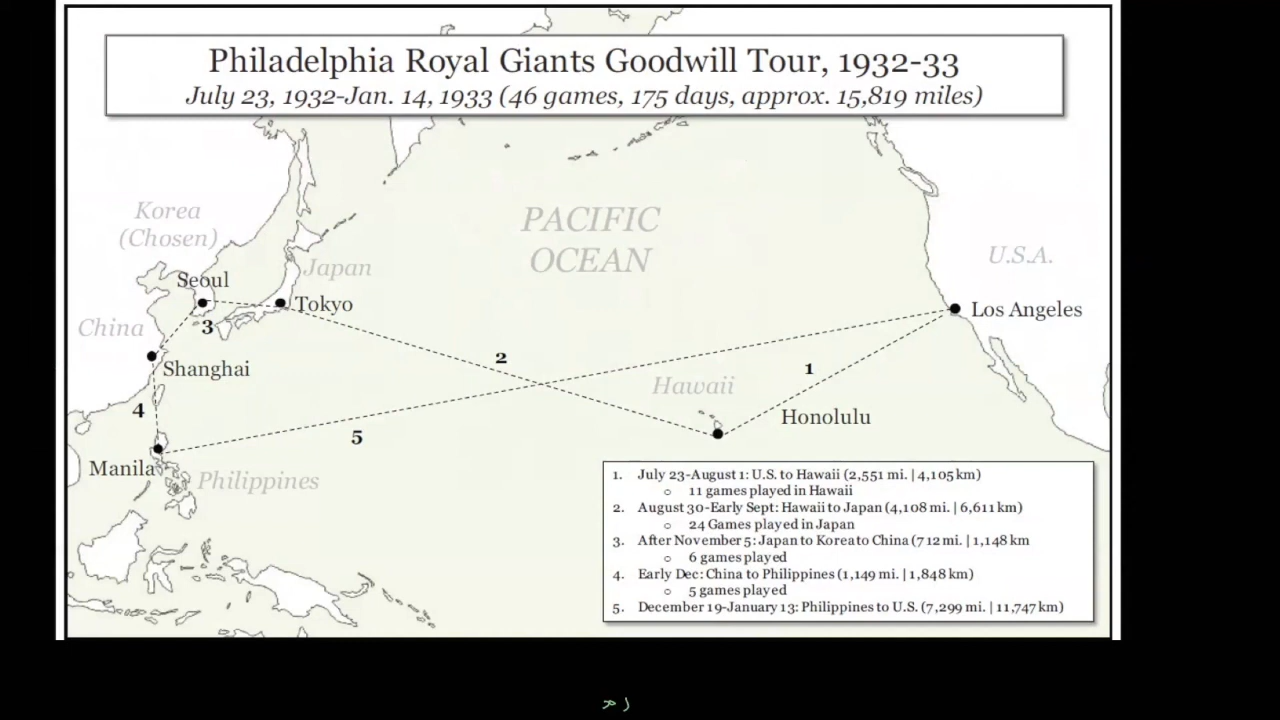 Philadelphia Royal Giants Goodwill Tour, 1932-33
July 23, 1932-Jan. 14, 1933 (46 games, 175 days, approx. 15,819 miles)
Korea
(Chosen)
PACIFIC
OCEAN
U.S.A.
Japan
Seoul
Tokyo
Los Angeles
3
China
Shanghai
2
1
Hawaii
4
Honolulu
5
Manila
Philippines
1. July 23-August 1: U.S. to Hawaii (2,551 mi. | 4,105 km)
o 11 games played in Hawaii
2. August 30-Early Sept: Hawaii to Japan (4,108 mi. | 6,611 km)
o 24 Games played in Japan
3. After November 5: Japan to Korea to China (712 mi. | 1,148 km
o 6 games played
4. Early Dec: China to Philippines (1,149 mi. | 1,848 km)
o 5 games played
5. December 19-January 13: Philippines to U.S. (7,299 mi. | 11,747 km)